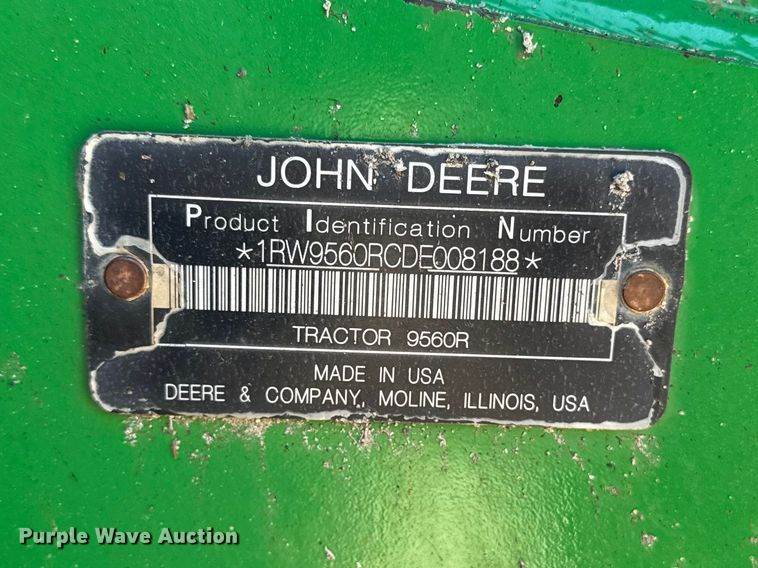 JOHN DEERE
Product Identification Number
*1RW9560RCDE008188*
TRACTOR 9560R
MADE IN USA
DEERE & COMPANY, MOLINE, ILLINOIS, USA
Purple Wave Auction